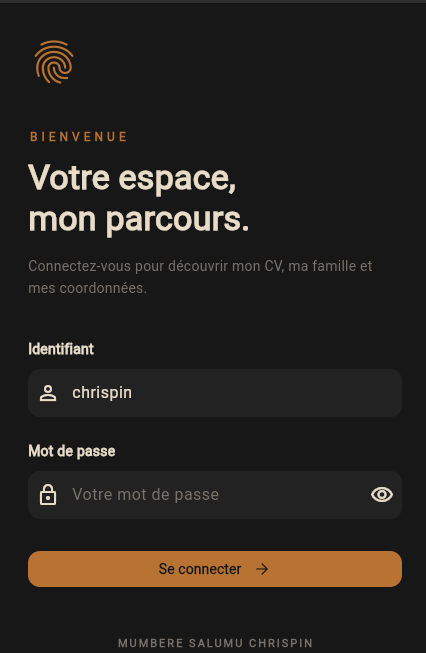 BIENVENUE
Votre espace,
mon parcours.
Connectez-vous pour découvrir mon CV, ma famille et
mes coordonnées.
Identifiant
chrispin
Mot de passe
Votre mot de passe
Se connecter →
MUMBERE SALUMU CHRISPIN